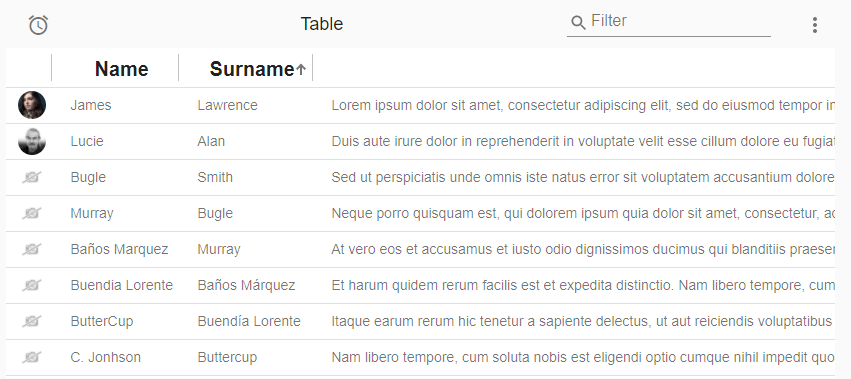 Table Filter
Name Surname
James Lawrence Lorem ipsum dolor sit amet, consectetur adipiscing elit, sed do eiusmod tempor in
Lucie Alan Duis aute irure dolor in reprehenderit in voluptate velit esse cillum dolore eu fugiat
Bugle Smith Sed ut perspiciatis unde omnis iste natus error sit voluptatem accusantium dolore
Murray Bugle Neque porro quisquam est, qui dolorem ipsum quia dolor sit amet, consectetur, ad
Baños Marquez Murray At vero eos et accusamus et iusto odio dignissimos ducimus qui blanditiis praesen
Buendia Lorente Baños Márquez Et harum quidem rerum facilis est et expedita distinctio. Nam libero tempore, cum
ButterCup Buendía Lorente Itaque earum rerum hic tenetur a sapiente delectus, ut aut reiciendis voluptatibus
C. Jonhson Buttercup Nam libero tempore, cum soluta nobis est eligendi optio cumque nihil impedit quo